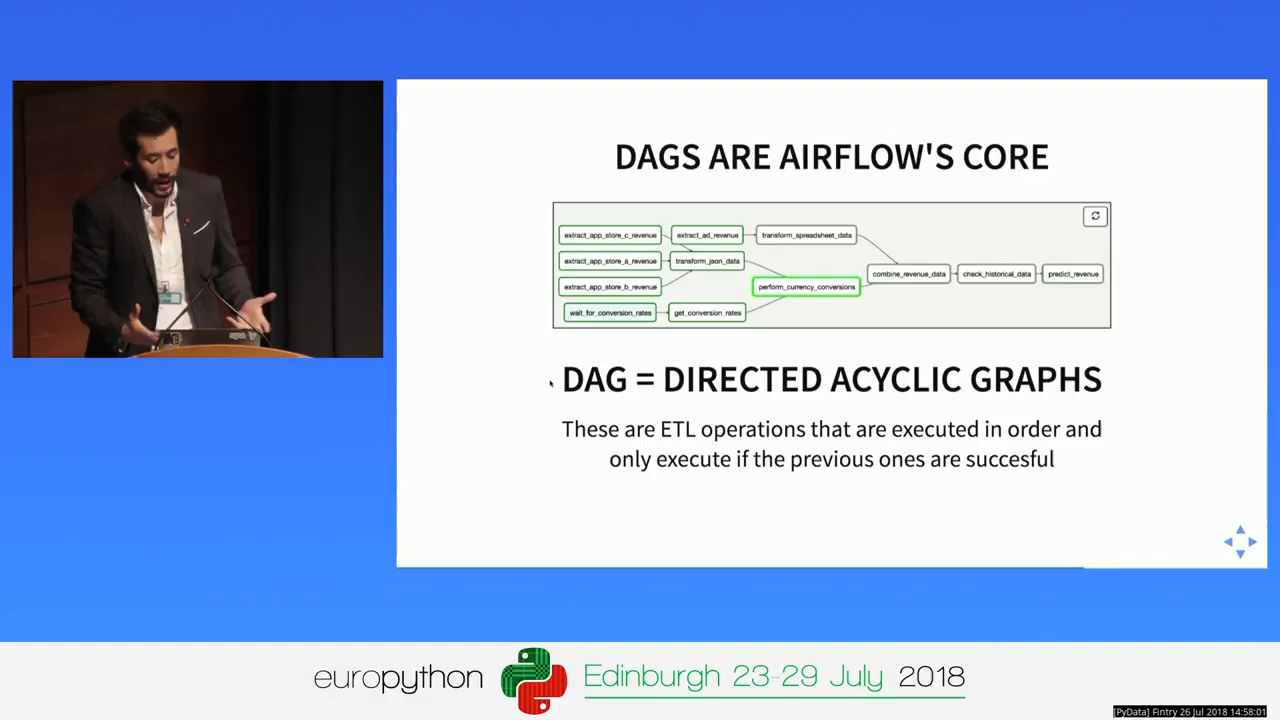 DAGS ARE AIRFLOW'S CORE
extract_app_store_c_revenue
extract_ad_revenue
transform_spreadsheet_data
extract_app_store_a_revenue
transform_json_data
combine_revenue_data
check_historical_data
predict_revenue
extract_app_store_b_revenue
perform_currency_conversions
wait_for_conversion_rates
get_conversion_rates
DAG = DIRECTED ACYCLIC GRAPHS
These are ETL operations that are executed in order and
only execute if the previous ones are succesful
europython Edinburgh 23-29 July 2018
[PyData] Fintry 26 Jul 2018 14:58:01